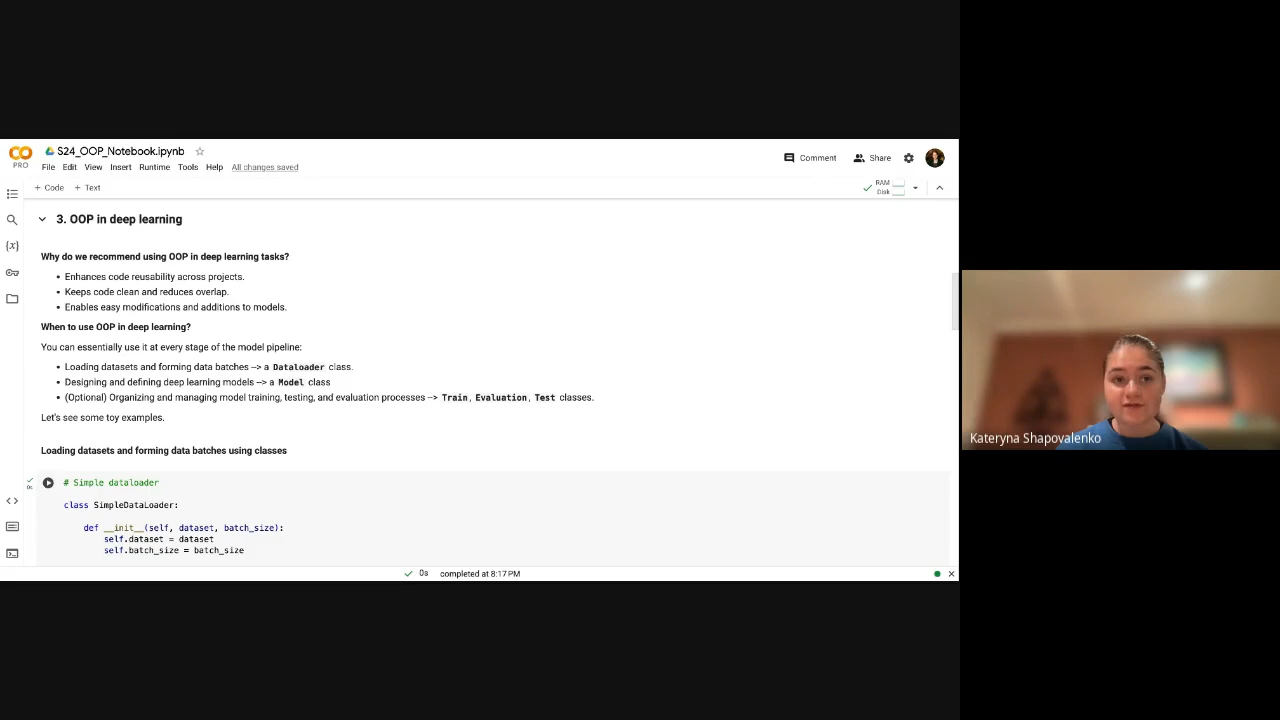 S24_OOP_Notebook.ipynb
PRO
File Edit View Insert Runtime Tools Help All changes saved
Comment Share
+ Code + Text
RAM
Disk
3. OOP in deep learning
Why do we recommend using OOP in deep learning tasks?
• Enhances code reusability across projects.
• Keeps code clean and reduces overlap.
• Enables easy modifications and additions to models.
When to use OOP in deep learning?
You can essentially use it at every stage of the model pipeline:
• Loading datasets and forming data batches --> a Dataloader class.
• Designing and defining deep learning models --> a Model class
• (Optional) Organizing and managing model training, testing, and evaluation processes --> Train, Evaluation, Test classes.
Let's see some toy examples.
Loading datasets and forming data batches using classes
0s
# Simple dataloader
class SimpleDataLoader:
def __init__(self, dataset, batch_size):
self.dataset = dataset
self.batch_size = batch_size
0s completed at 8:17 PM
Kateryna Shapovalenko